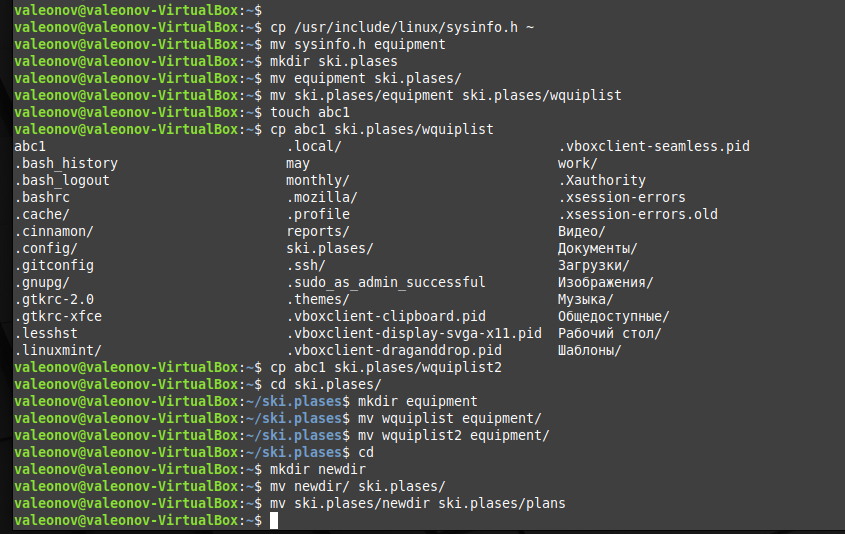 valeonov@valeonov-VirtualBox:~$
valeonov@valeonov-VirtualBox:~$ cp /usr/include/linux/sysinfo.h ~
valeonov@valeonov-VirtualBox:~$ mv sysinfo.h equipment
valeonov@valeonov-VirtualBox:~$ mkdir ski.plases
valeonov@valeonov-VirtualBox:~$ mv equipment ski.plases/
valeonov@valeonov-VirtualBox:~$ mv ski.plases/equipment ski.plases/wquiplist
valeonov@valeonov-VirtualBox:~$ touch abc1
valeonov@valeonov-VirtualBox:~$ cp abc1 ski.plases/wquiplist
abc1 .local/ .vboxclient-seamless.pid
.bash_history may work/
.bash_logout monthly/ .Xauthority
.bashrc .mozilla/ .xsession-errors
.cache/ .profile .xsession-errors.old
.cinnamon/ reports/ Видео/
.config/ ski.plases/ Документы/
.gitconfig .ssh/ Загрузки/
.gnupg/ .sudo_as_admin_successful Изображения/
.gtkrc-2.0 .themes/ Музыка/
.gtkrc-xfce .vboxclient-clipboard.pid Общедоступные/
.lesshst .vboxclient-display-svga-x11.pid Рабочий стол/
.linuxmint/ .vboxclient-draganddrop.pid Шаблоны/
valeonov@valeonov-VirtualBox:~$ cp abc1 ski.plases/wquiplist2
valeonov@valeonov-VirtualBox:~$ cd ski.plases/
valeonov@valeonov-VirtualBox:~/ski.plases$ mkdir equipment
valeonov@valeonov-VirtualBox:~/ski.plases$ mv wquiplist equipment/
valeonov@valeonov-VirtualBox:~/ski.plases$ mv wquiplist2 equipment/
valeonov@valeonov-VirtualBox:~/ski.plases$ cd
valeonov@valeonov-VirtualBox:~$ mkdir newdir
valeonov@valeonov-VirtualBox:~$ mv newdir/ ski.plases/
valeonov@valeonov-VirtualBox:~$ mv ski.plases/newdir ski.plases/plans
valeonov@valeonov-VirtualBox:~$